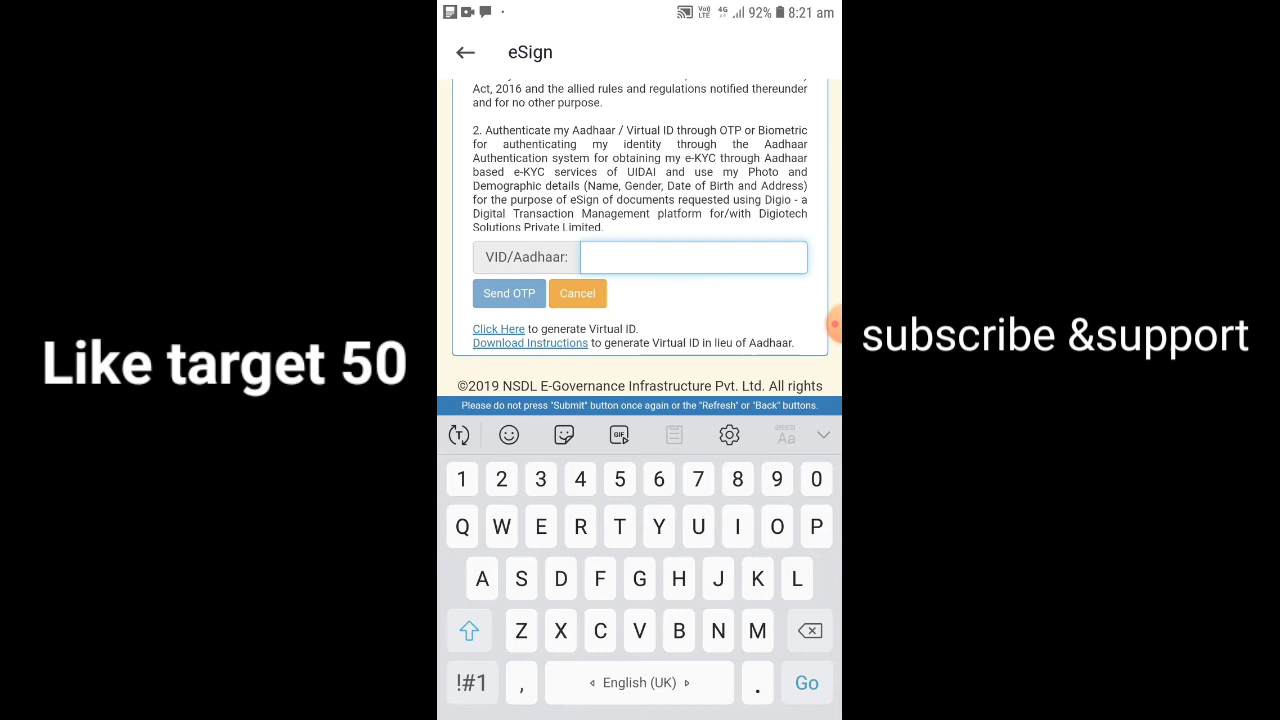 92% 8:21 am
eSign
Act, 2016 and the allied rules and regulations notified thereunder
and for no other purpose.
2. Authenticate my Aadhaar / Virtual ID through OTP or Biometric
for authenticating my identity through the Aadhaar
Authentication system for obtaining my e-KYC through Aadhaar
based e-KYC services of UIDAI and use my Photo and
Demographic details (Name, Gender, Date of Birth and Address)
for the purpose of eSign of documents requested using Digio - a
Digital Transaction Management platform for/with Digiotech
Solutions Private Limited.
VID/Aadhaar:
Send OTP Cancel
Click Here to generate Virtual ID.
Download Instructions to generate Virtual ID in lieu of Aadhaar.
Like target 50
subscribe &support
©2019 NSDL E-Governance Infrastructure Pvt. Ltd. All rights
Please do not press "Submit" button once again or the "Refresh" or "Back" buttons.
T GIF Aa
1 2 3 4 5 6 7 8 9 0
Q W E R T Y U I O P
A S D F G H J K L
Z X C V B N M
!#1 , English (UK) . Go